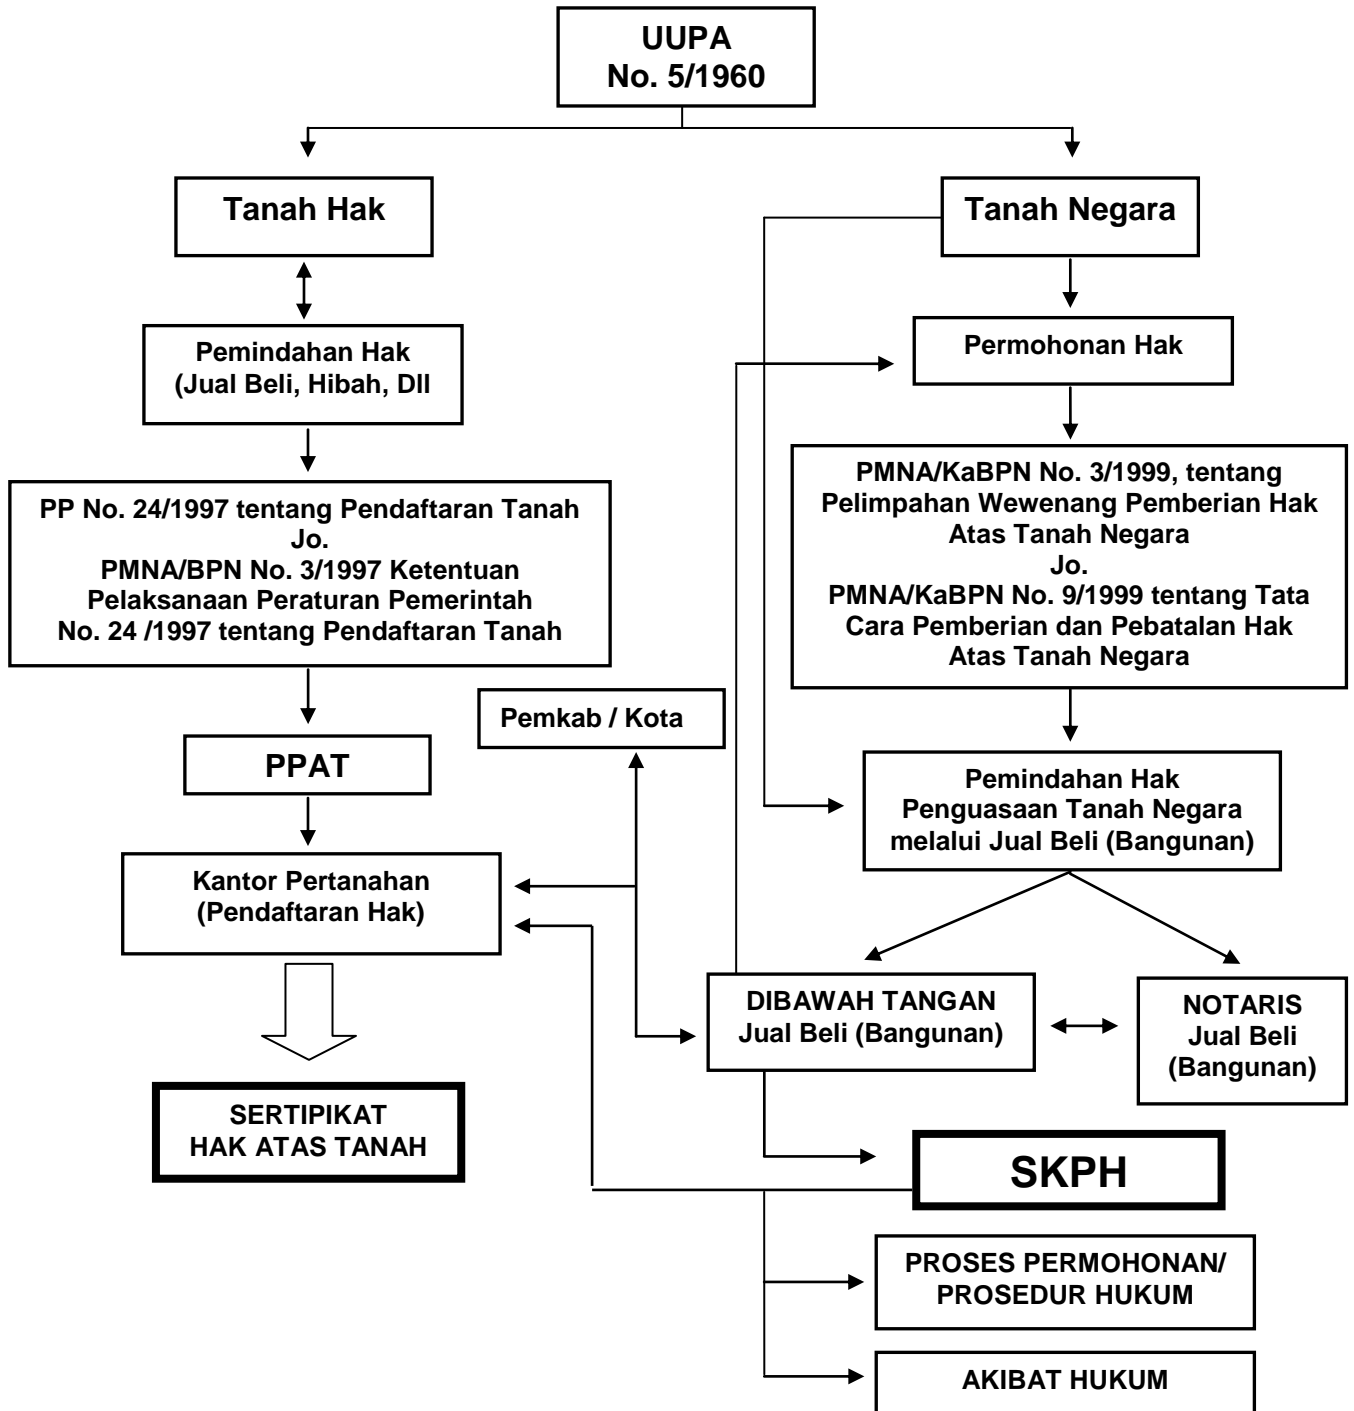 UUPA
No. 5/1960
Tanah Hak
Tanah Negara
Pemindahan Hak
(Jual Beli, Hibah, Dll
Permohonan Hak
PP No. 24/1997 tentang Pendaftaran Tanah
Jo.
PMNA/BPN No. 3/1997 Ketentuan
Pelaksanaan Peraturan Pemerintah
No. 24 /1997 tentang Pendaftaran Tanah
PMNA/KaBPN No. 3/1999, tentang
Pelimpahan Wewenang Pemberian Hak
Atas Tanah Negara
Jo.
PMNA/KaBPN No. 9/1999 tentang Tata
Cara Pemberian dan Pebatalan Hak
Atas Tanah Negara
Pemkab / Kota
PPAT
Pemindahan Hak
Penguasaan Tanah Negara
melalui Jual Beli (Bangunan)
Kantor Pertanahan
(Pendaftaran Hak)
DIBAWAH TANGAN
Jual Beli (Bangunan)
NOTARIS
Jual Beli
(Bangunan)
SERTIPIKAT
HAK ATAS TANAH
SKPH
PROSES PERMOHONAN/
PROSEDUR HUKUM
AKIBAT HUKUM